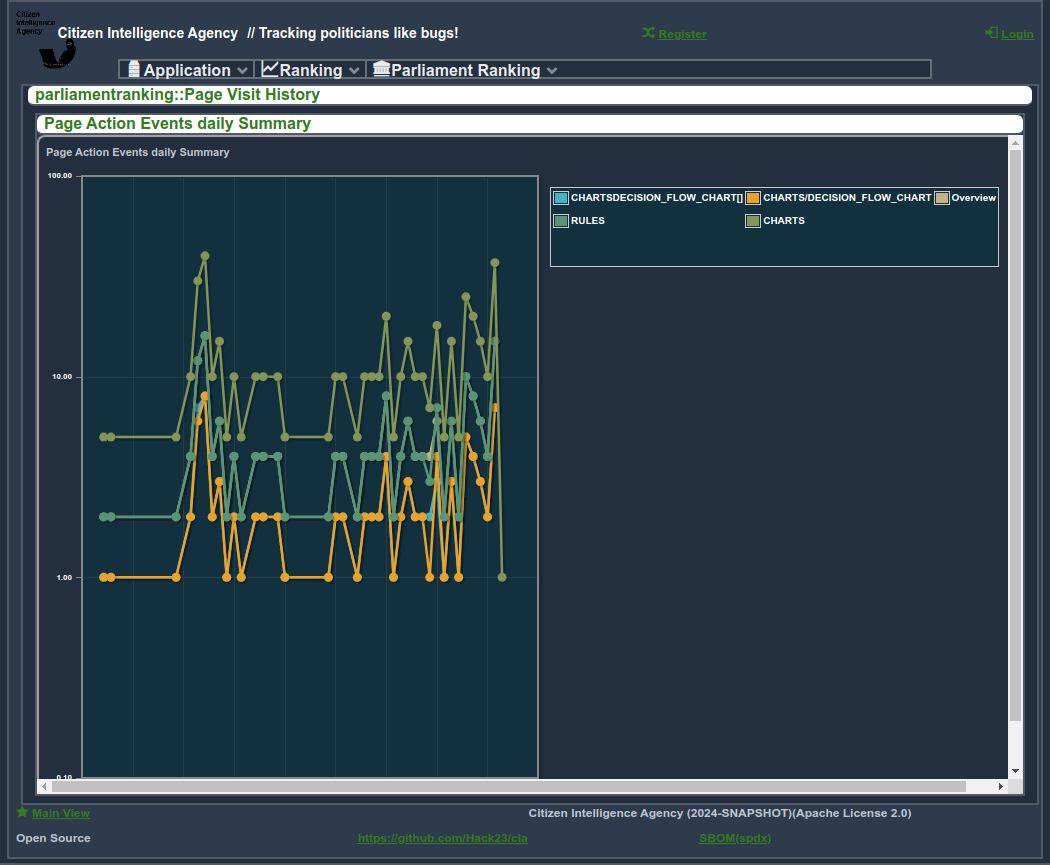 Citizen
Intelligence
Agency
Citizen Intelligence Agency // Tracking politicians like bugs!
Register
Login
Application
Ranking
Parliament Ranking
parliamentranking::Page Visit History
Page Action Events daily Summary
Page Action Events daily Summary
100.00
10.00
1.00
0.10
CHARTSDECISION_FLOW_CHART[]
CHARTS/DECISION_FLOW_CHART
Overview
RULES
CHARTS
Main View
Citizen Intelligence Agency (2024-SNAPSHOT)(Apache License 2.0)
Open Source
https://github.com/Hack23/cia
SBOM(spdx)